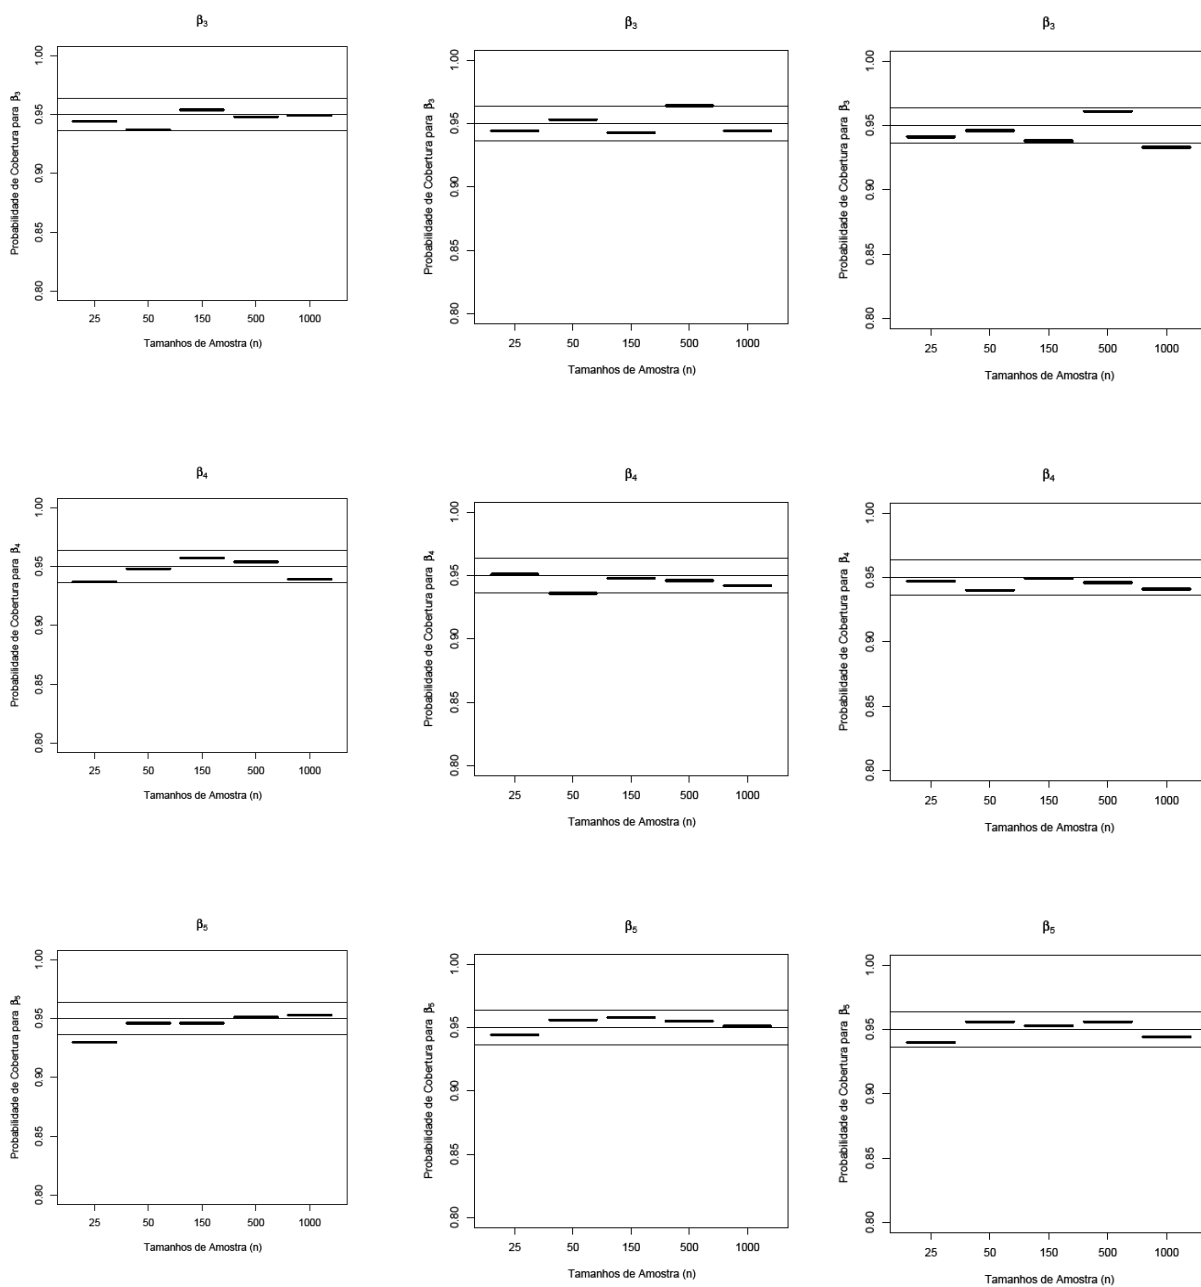 β3
Probabilidade de Cobertura para β3
1.00
0.95
0.90
0.85
0.80
25 50 150 500 1000
Tamanhos de Amostra (n)
β3
Probabilidade de Cobertura para β3
1.00
0.95
0.90
0.85
0.80
25 50 150 500 1000
Tamanhos de Amostra (n)
β3
Probabilidade de Cobertura para β3
1.00
0.95
0.90
0.85
0.80
25 50 150 500 1000
Tamanhos de Amostra (n)
β4
Probabilidade de Cobertura para β4
1.00
0.95
0.90
0.85
0.80
25 50 150 500 1000
Tamanhos de Amostra (n)
β4
Probabilidade de Cobertura para β4
1.00
0.95
0.90
0.85
0.80
25 50 150 500 1000
Tamanhos de Amostra (n)
β4
Probabilidade de Cobertura para β4
1.00
0.95
0.90
0.85
0.80
25 50 150 500 1000
Tamanhos de Amostra (n)
β5
Probabilidade de Cobertura para β5
1.00
0.95
0.90
0.85
0.80
25 50 150 500 1000
Tamanhos de Amostra (n)
β5
Probabilidade de Cobertura para β5
1.00
0.95
0.90
0.85
0.80
25 50 150 500 1000
Tamanhos de Amostra (n)
β5
Probabilidade de Cobertura para β5
1.00
0.95
0.90
0.85
0.80
25 50 150 500 1000
Tamanhos de Amostra (n)